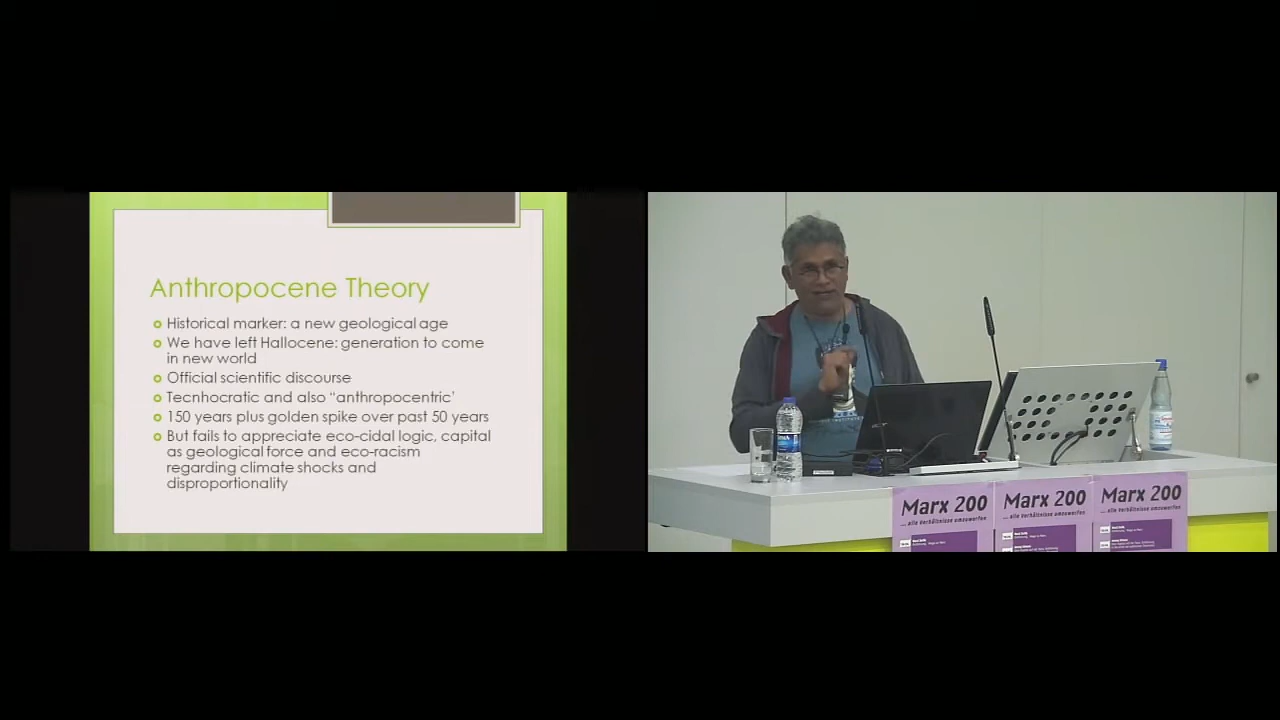 Anthropocene Theory
Historical marker: a new geological age
We have left Hallocene: generation to come
in new world
Official scientific discourse
Tecnhocratic and also “anthropocentric’
150 years plus golden spike over past 50 years
But fails to appreciate eco-cidal logic, capital
as geological force and eco-racism
regarding climate shocks and
disproportionality
Marx 200
... alle Verhältnisse umzuwerfen
Marx 200
... alle Verhältnisse umzuwerfen
Marx 200
... alle Verhältnisse umzuwerfen